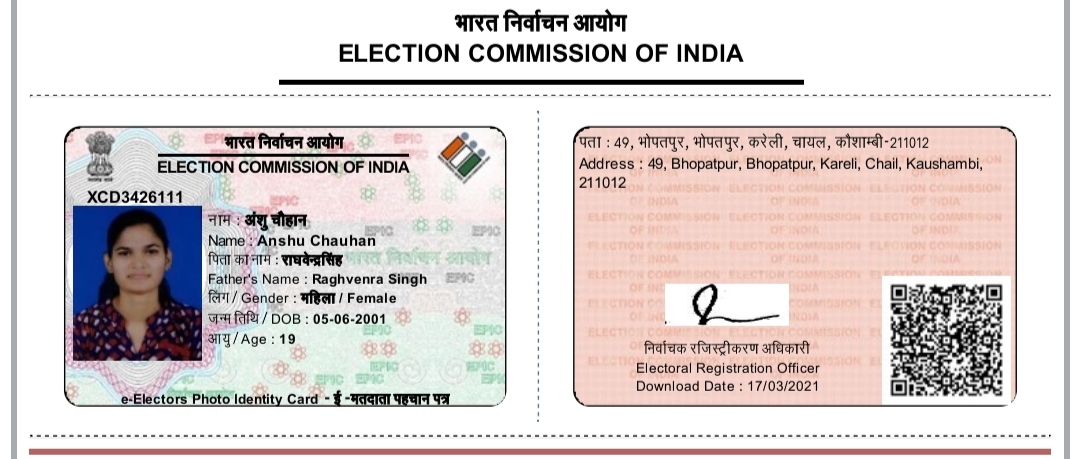 भारत निर्वाचन आयोग
ELECTION COMMISSION OF INDIA
भारत निर्वाचन आयोग
ELECTION COMMISSION OF INDIA
XCD3426111
नाम : अंशु चौहान
Name : Anshu Chauhan
पिता का नाम : राघवेन्द्रसिंह
Father's Name : Raghvenra Singh
लिंग / Gender : महिला / Female
जन्म तिथि / DOB : 05-06-2001
आयु / Age : 19
e-Electors Photo Identity Card - ई -मतदाता पहचान पत्र
पता : 49, भोपतपुर, भोपतपुर, करेली, चायल, कौशाम्बी-211012
Address : 49, Bhopatpur, Bhopatpur, Kareli, Chail, Kaushambi,
211012
निर्वाचक रजिस्ट्रीकरण अधिकारी
Electoral Registration Officer
Download Date : 17/03/2021